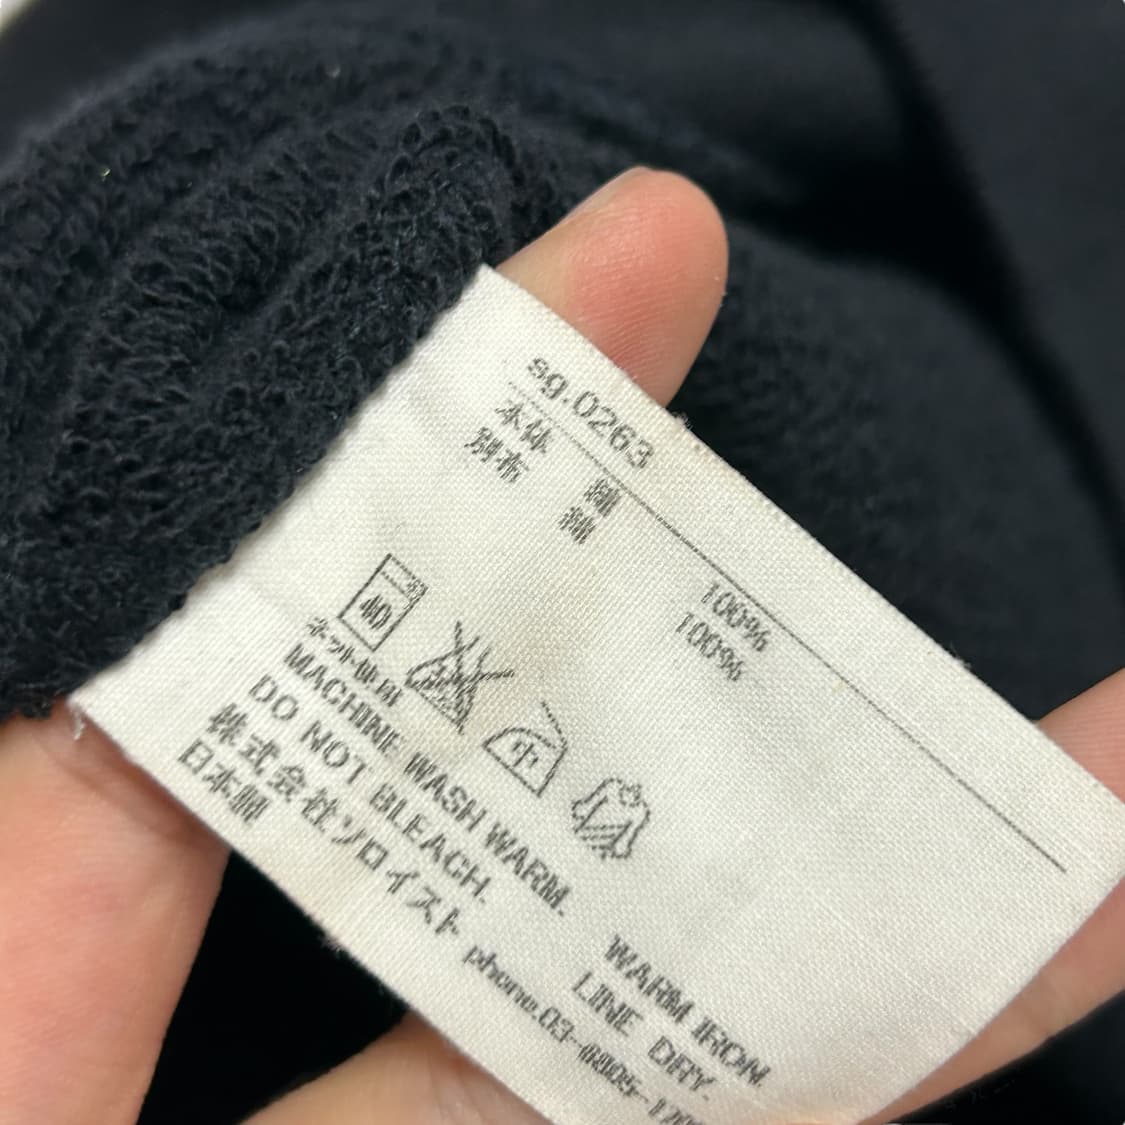 sg.0263
本体 綿 100%
別布 綿 100%
40 中
ネット使用
MACHINE WASH WARM.
DO NOT BLEACH. WARM IRON.
LINE DRY.
株式会社ソロイスト phone.03-
日本製